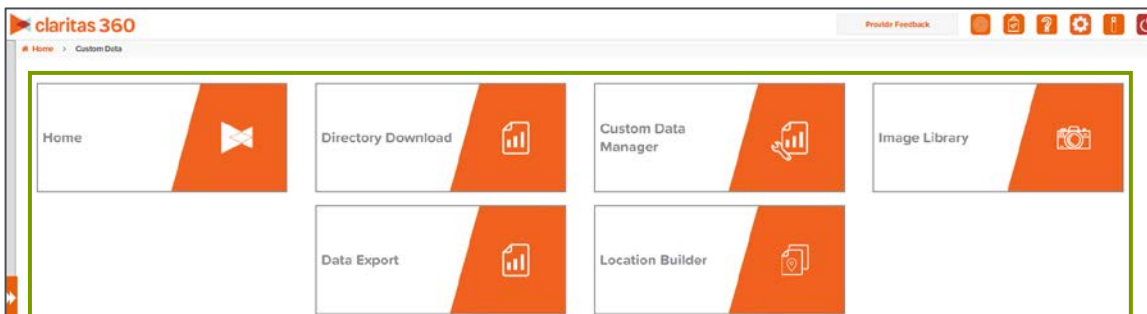 claritas 360
Provide Feedback
Home > Custom Data
Home
Directory Download
Custom Data
Manager
Image Library
Data Export
Location Builder